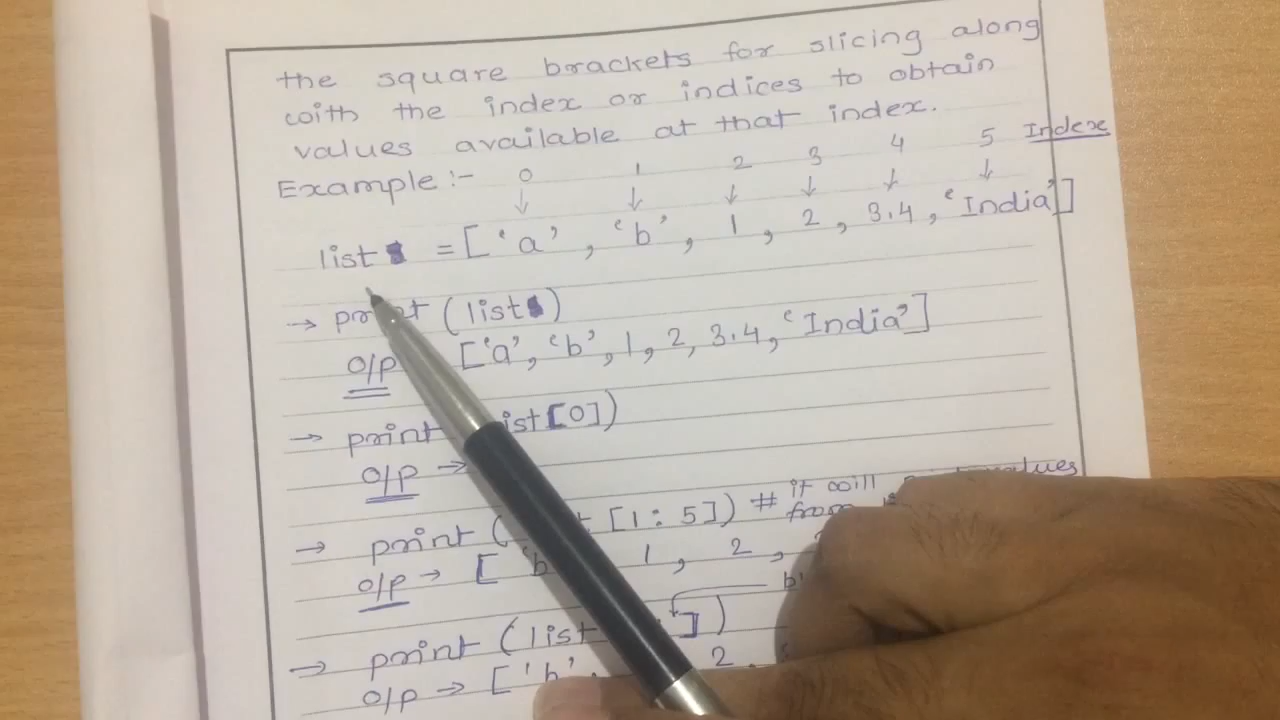 the square brackets for slicing along
with the index or indices to obtain
values available at that index.
Example :- 0 1 2 3 4 5 Index
↓ ↓ ↓ ↓ ↓ ↓
list = [ 'a' , 'b' , 1 , 2 , 3.4 , 'India' ]
→ print (list)
o/p ['a', 'b', 1, 2, 3.4, 'India']
→ print [0])
o/p →
→ print ( [1 : 5]) # it will
from
o/p → [ 'b 1 , 2 ,
→ print (list ])
o/p → ['b', 2